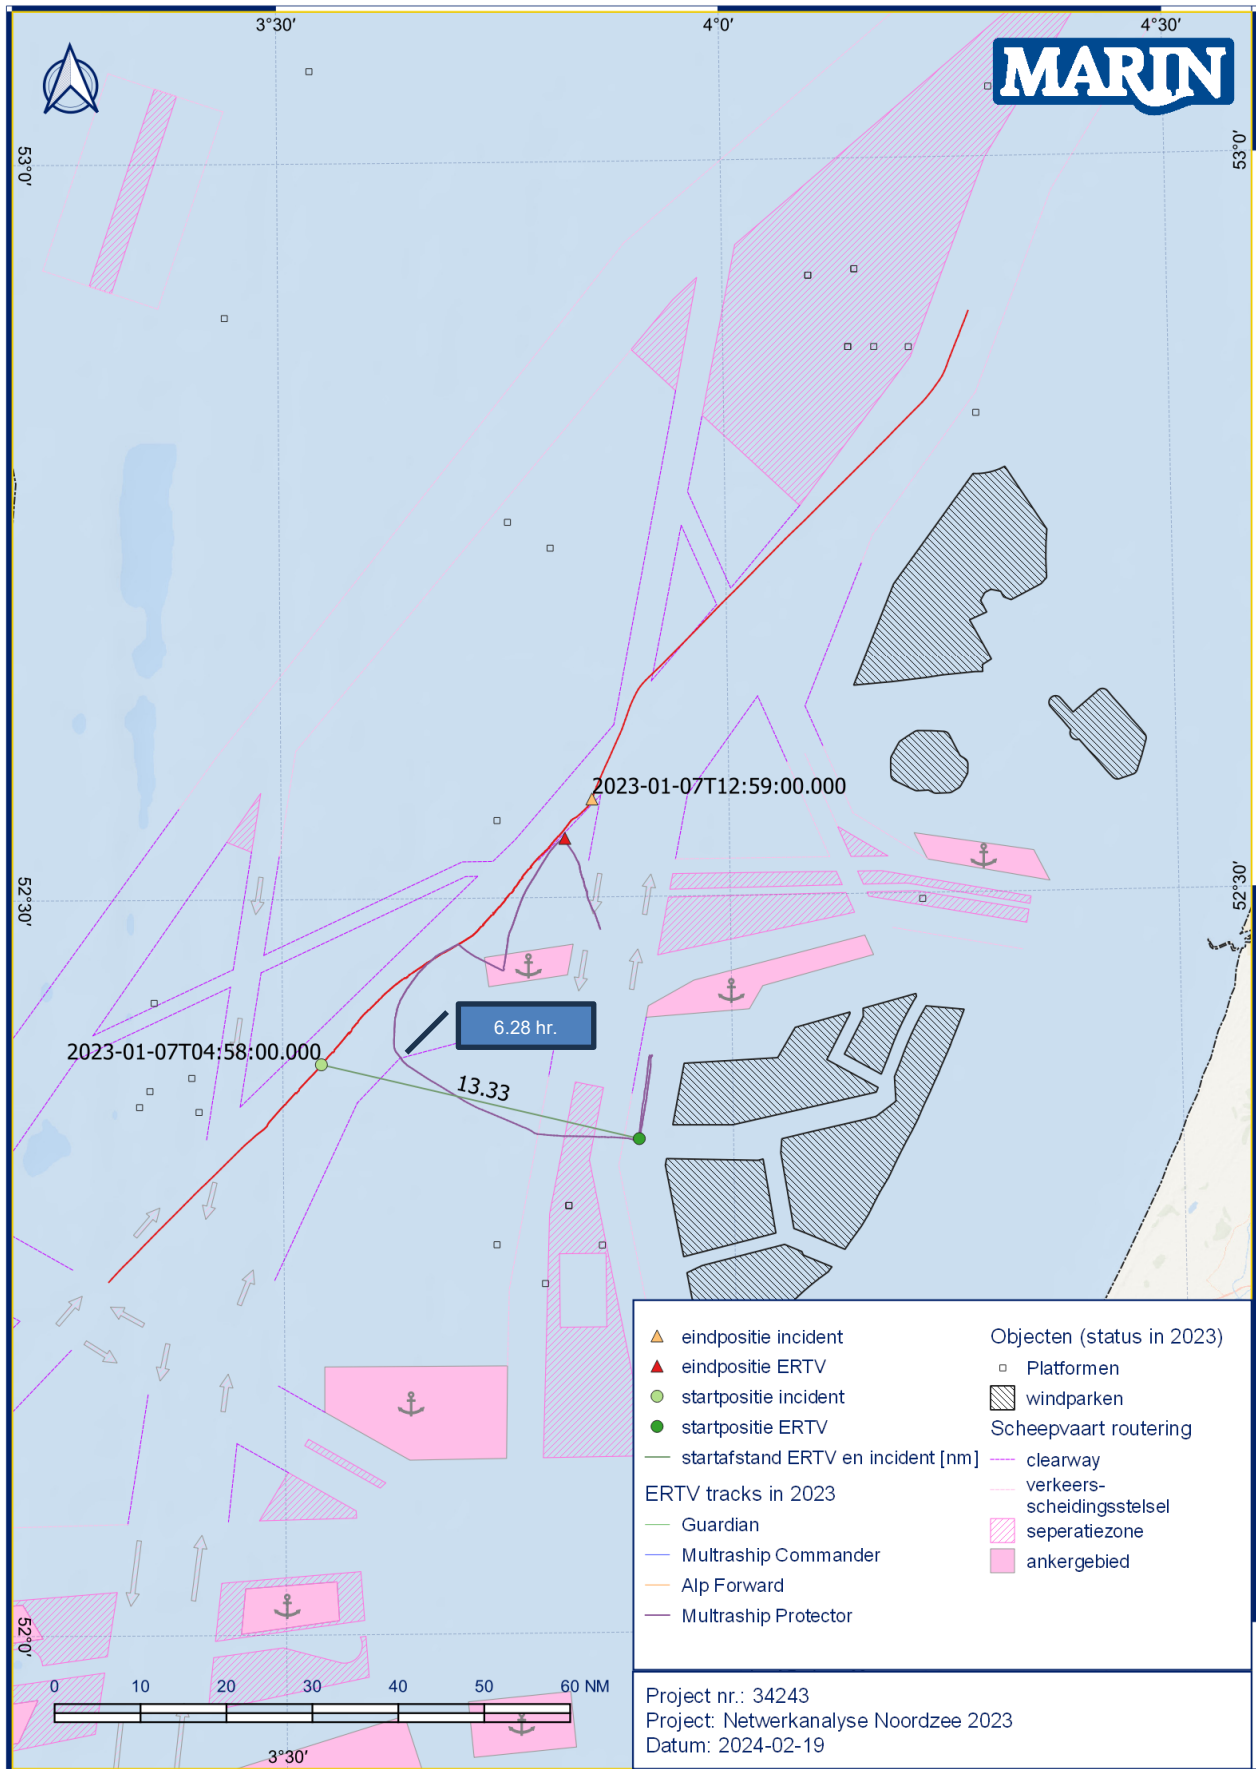 3°30'
4°0'
4°30'
MARIN
53°0'
53°0'
2023-01-07T12:59:00.000
52°30'
52°30'
6.28 hr.
2023-01-07T04:58:00.000
13.33
eindpositie incident
eindpositie ERTV
startpositie incident
startpositie ERTV
startafstand ERTV en incident [nm]
ERTV tracks in 2023
Guardian
Multraship Commander
Alp Forward
Multraship Protector
Objecten (status in 2023)
Platformen
windparken
Scheepvaart routering
clearway
verkeers-
scheidingsstelsel
seperatiezone
ankergebied
52°0'
0 10 20 30 40 50 60 NM
3°30'
Project nr.: 34243
Project: Netwerkanalyse Noordzee 2023
Datum: 2024-02-19